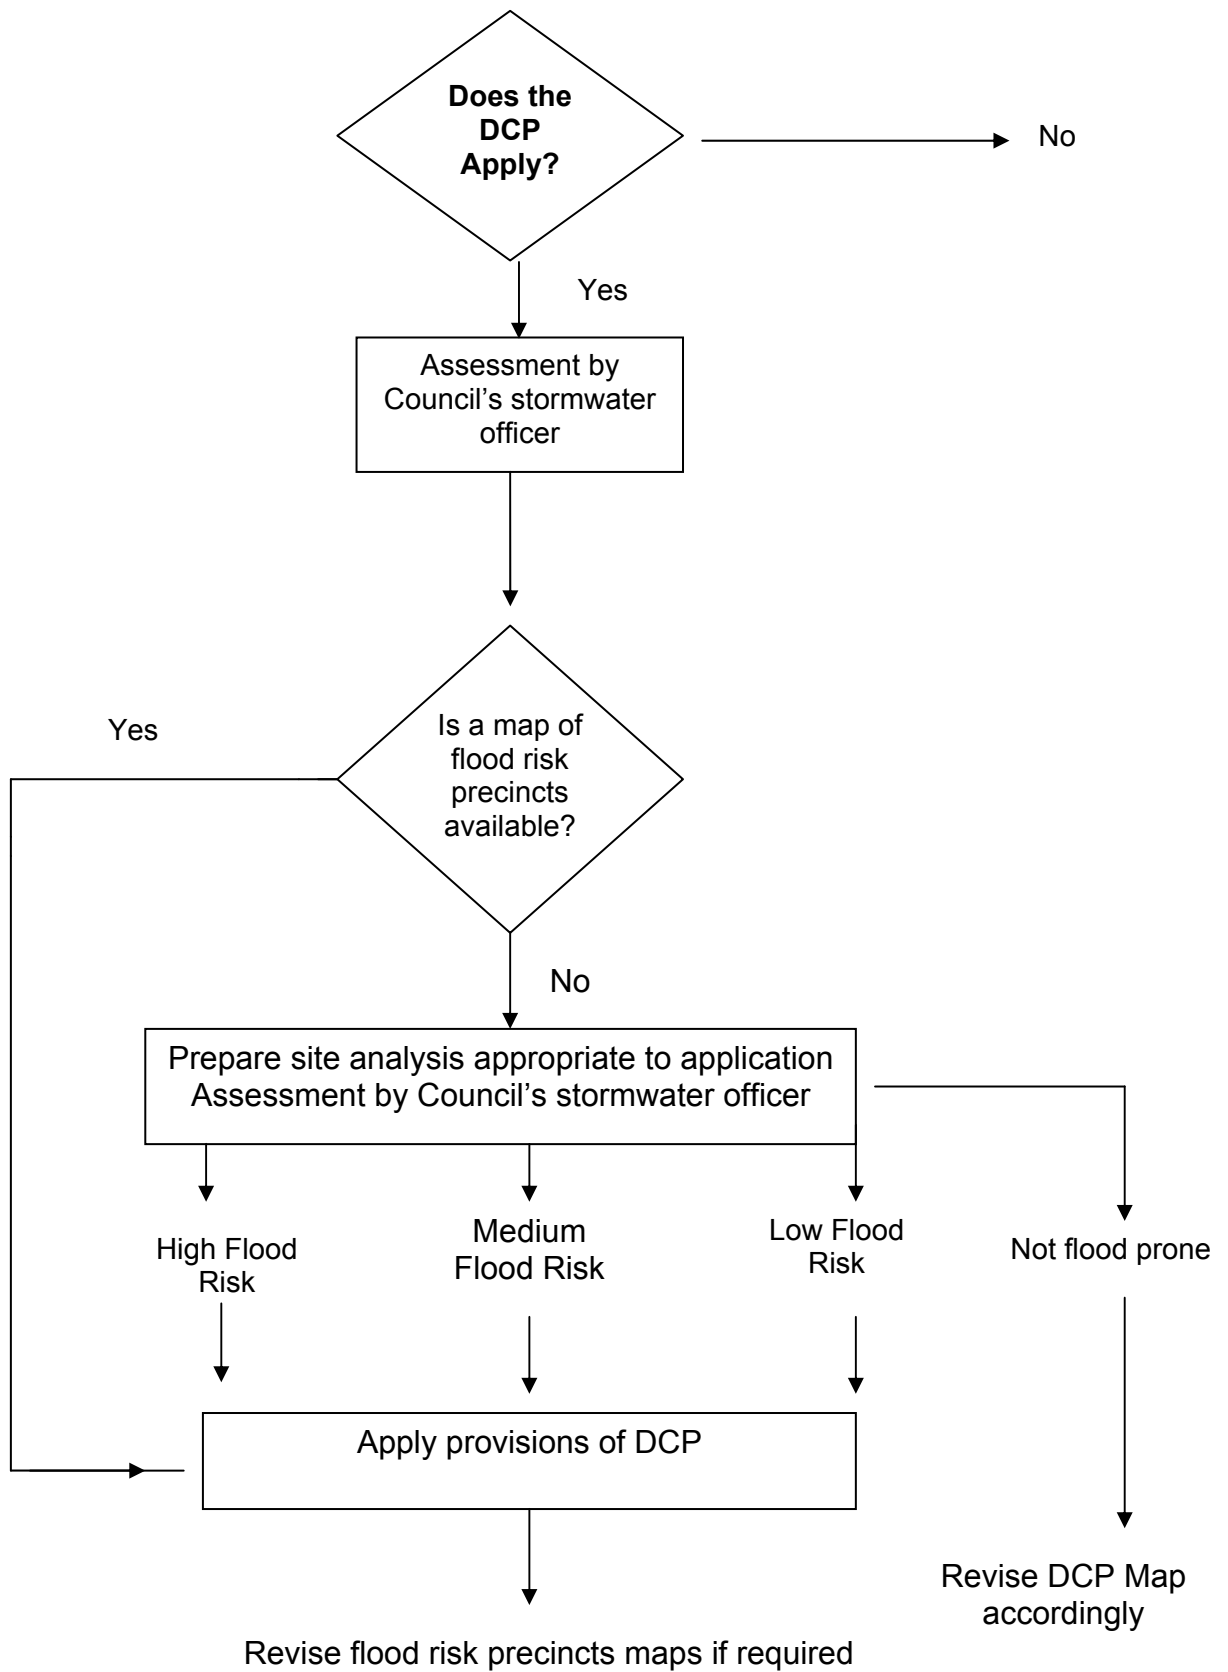 Does the
DCP
Apply?
No
Yes
Assessment by
Council’s stormwater
officer
Yes
Is a map of
flood risk
precincts
available?
No
Prepare site analysis appropriate to application
Assessment by Council’s stormwater officer
High Flood
Risk
Medium
Flood Risk
Low Flood
Risk
Not flood prone
Apply provisions of DCP
Revise DCP Map
accordingly
Revise flood risk precincts maps if required